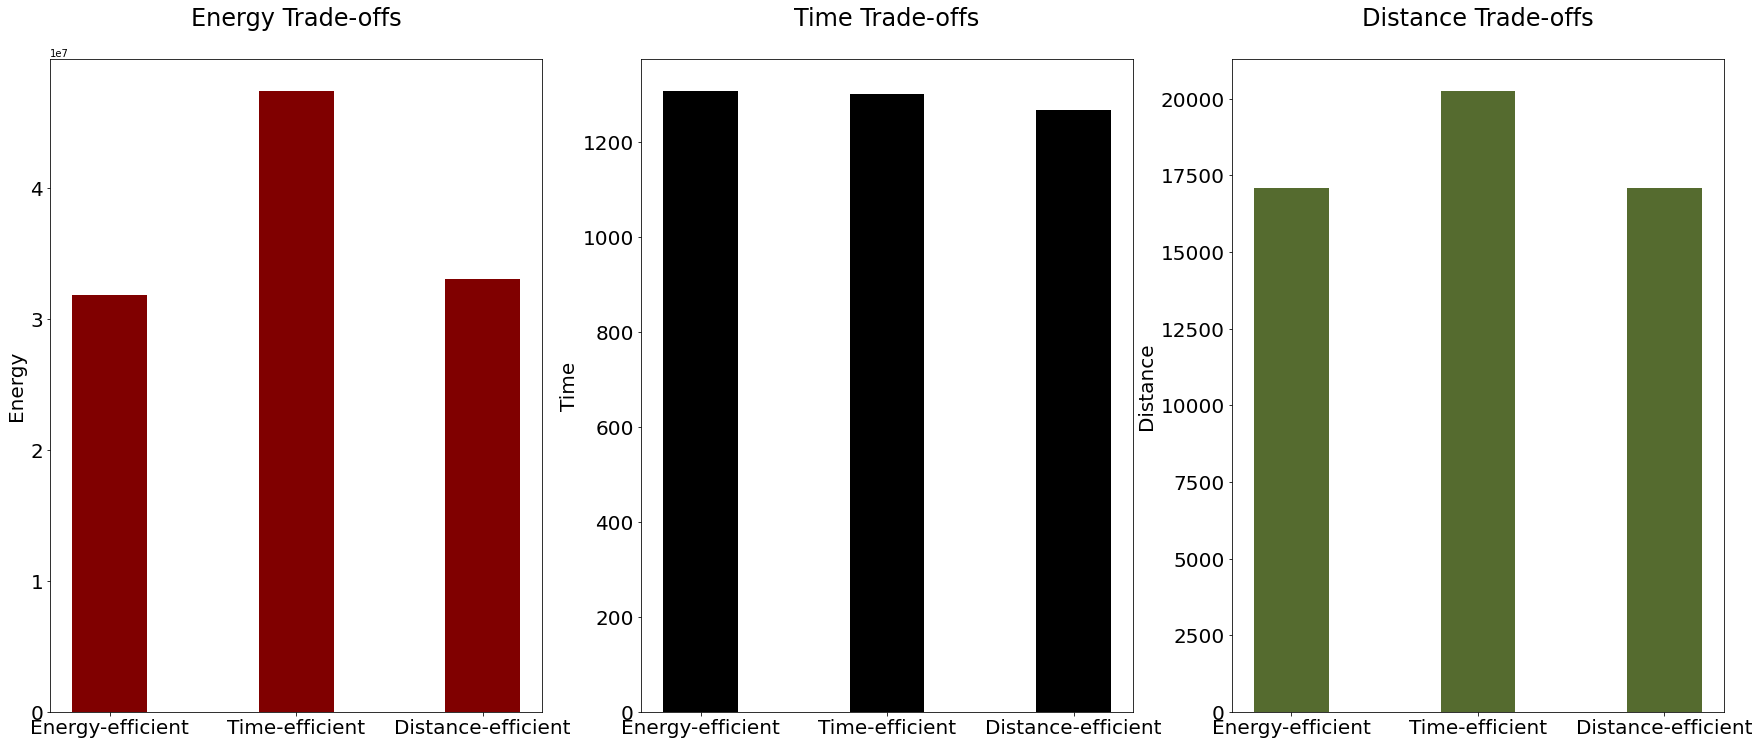 Energy Trade-offs
1e7
Energy
4
3
2
1
0
Energy-efficient Time-efficient Distance-efficient
Time Trade-offs
Time
1200
1000
800
600
400
200
0
Energy-efficient Time-efficient Distance-efficient
Distance Trade-offs
Distance
20000
17500
15000
12500
10000
7500
5000
2500
0
Energy-efficient Time-efficient Distance-efficient